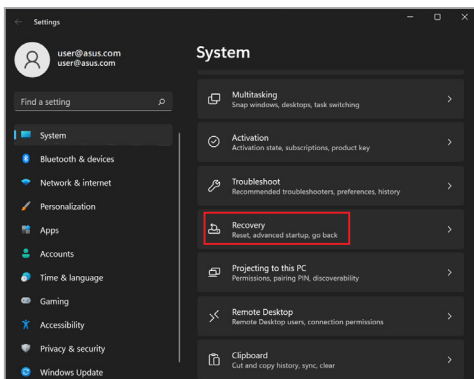 Settings
user@asus.com
user@asus.com
Find a setting
System
Bluetooth & devices
Network & internet
Personalization
Apps
Accounts
Time & language
Gaming
Accessibility
Privacy & security
Windows Update
System
Multitasking
Snap windows, desktops, task switching
Activation
Activation state, subscriptions, product key
Troubleshoot
Recommended troubleshooters, preferences, history
Recovery
Reset, advanced startup, go back
Projecting to this PC
Permissions, pairing PIN, discoverability
Remote Desktop
Remote Desktop users, connection permissions
Clipboard
Cut and copy history, sync, clear